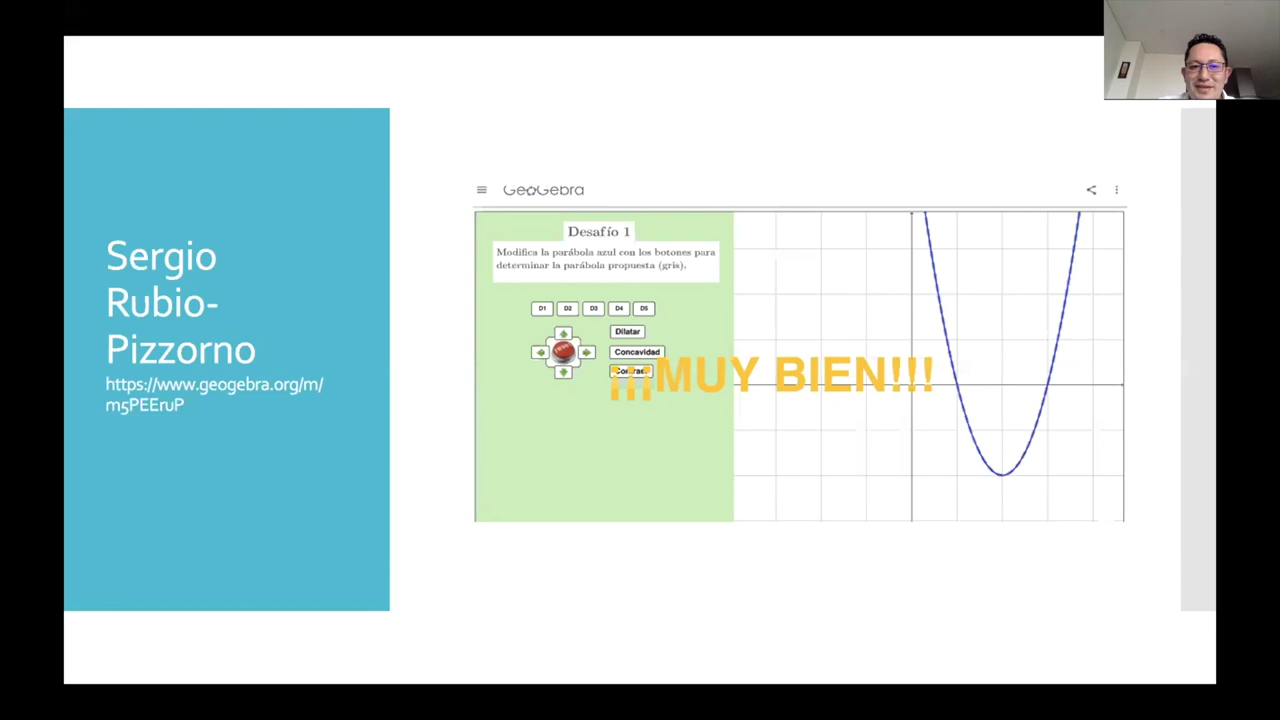 Sergio
Rubio-
Pizzorno
https://www.geogebra.org/m/
m5PEEruP
GeoGebra
Desafío 1
Modifica la parábola azul con los botones para
determinar la parábola propuesta (gris).
D1 D2 D3 D4 D5
Dilatar
Concavidad
Contraer
¡¡¡MUY BIEN!!!